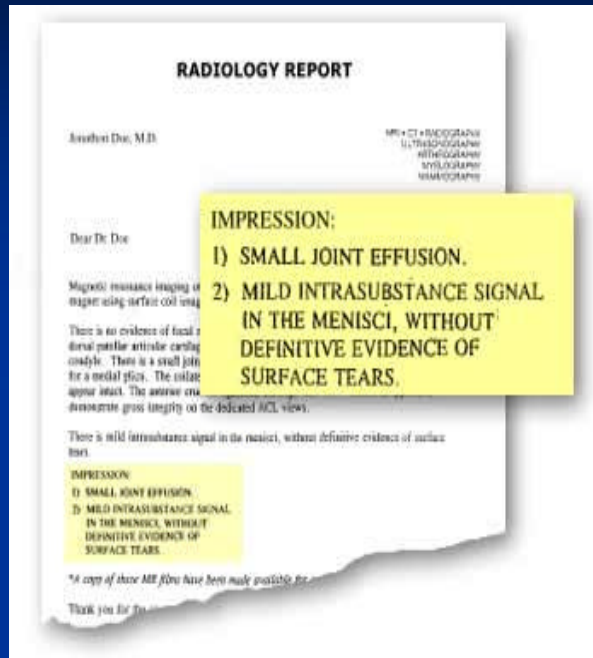 RADIOLOGY REPORT
Jonathon Doe, M.D.
MRI • CT • RADIOGRAPHY
ULTRASONOGRAPHY
ARTHROGRAPHY
MYELOGRAPHY
MAMMOGRAPHY
Dear Dr. Doe
IMPRESSION:
1) SMALL JOINT EFFUSION.
2) MILD INTRASUBSTANCE SIGNAL
IN THE MENISCI, WITHOUT
DEFINITIVE EVIDENCE OF
SURFACE TEARS.
Magnetic resonance imaging of
magnet using surface coil
There is no evidence of focal
dorsal patellar articular
condyle. There is a small
for a medial plica. The
appear intact. The anterior
demonstrate gross integrity on the dedicated ACL views.
There is mild intrasubstance signal in the menisci, without definitive evidence of surface
tears.
IMPRESSION:
1) SMALL JOINT EFFUSION.
2) MILD INTRASUBSTANCE SIGNAL
IN THE MENISCI, WITHOUT
DEFINITIVE EVIDENCE OF
SURFACE TEARS.
*A copy of these MR films have been made available for
Thank you for the